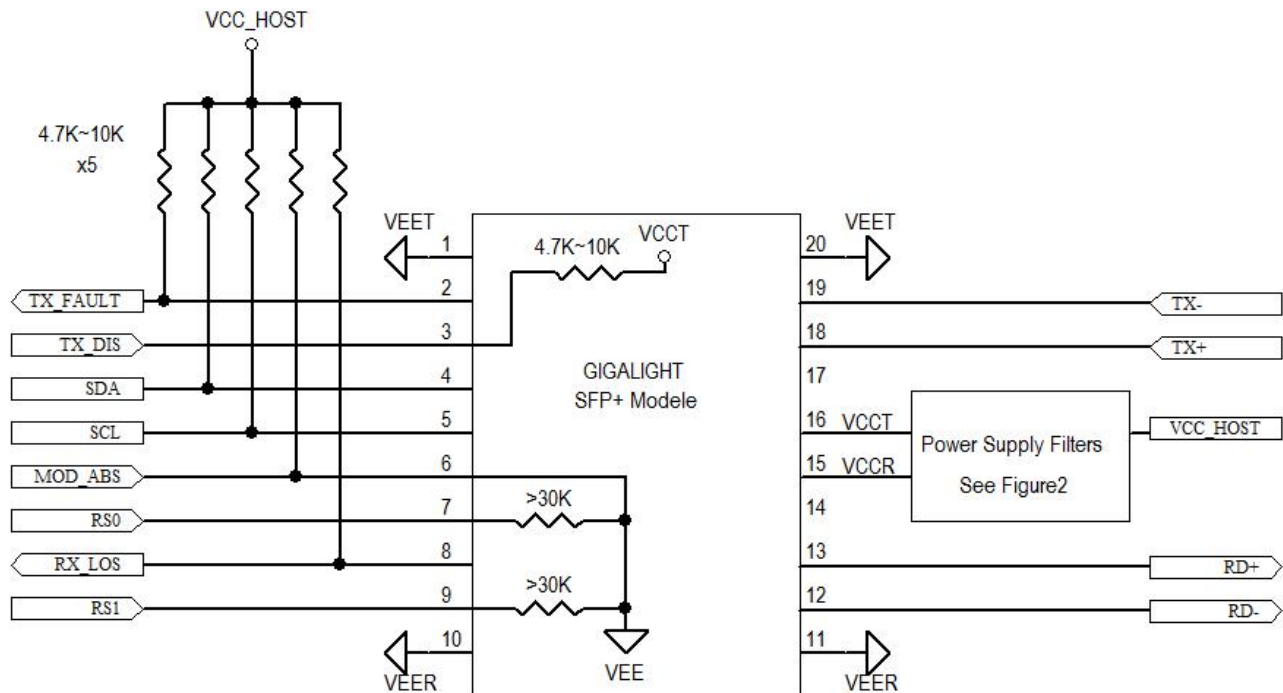 VCC_HOST
4.7K~10K
x5
VEET
1
4.7K~10K
VCCT
20
VEET
TX_FAULT
2
19
TX-
TX_DIS
3
18
TX+
SDA
4
GIGALIGHT
SFP+ Modele
17
SCL
5
16
VCCT
Power Supply Filters
See Figure2
VCC_HOST
MOD_ABS
6
15
VCCR
RS0
7
>30K
14
RX_LOS
8
13
RD+
RS1
9
>30K
12
RD-
10
VEER
VEE
11
VEER